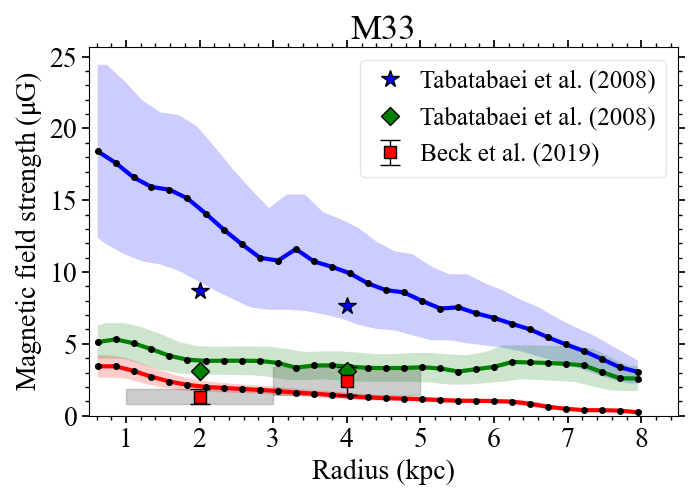 M33
Magnetic field strength (μG)
25
20
15
10
5
0
Tabatabaei et al. (2008)
Tabatabaei et al. (2008)
Beck et al. (2019)
1 2 3 4 5 6 7 8
Radius (kpc)